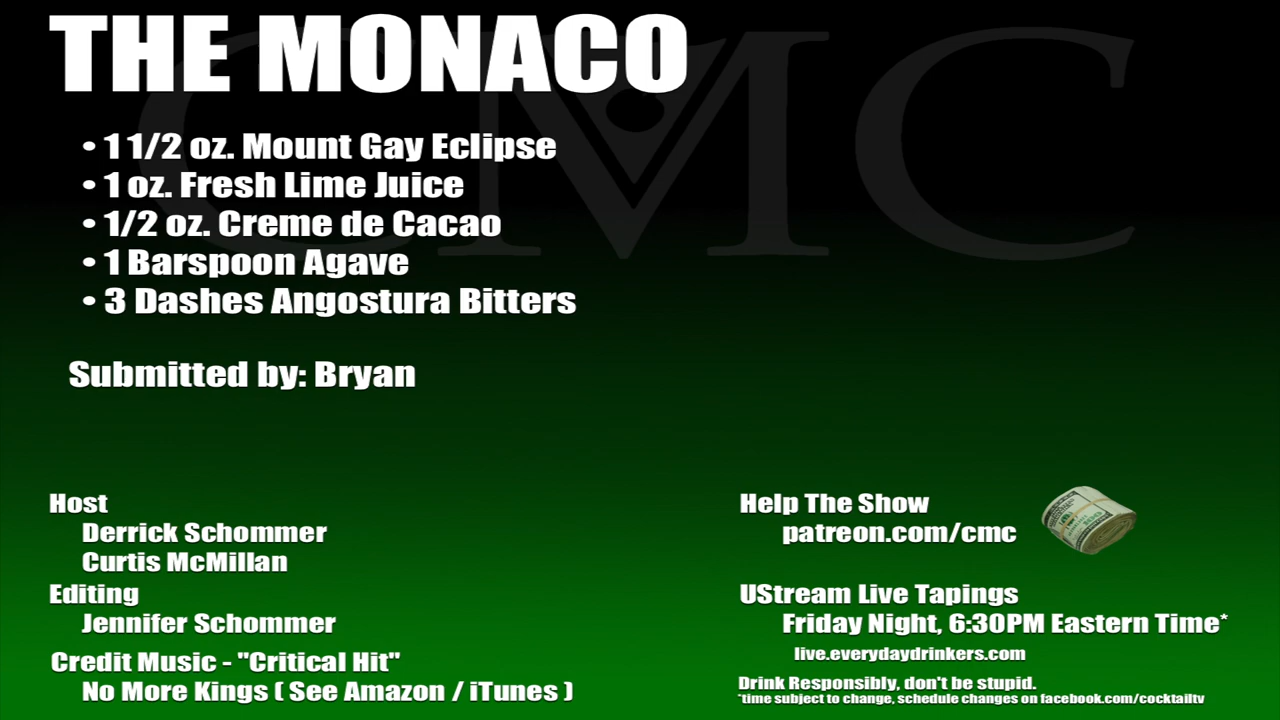 THE MONACO
• 1 1/2 oz. Mount Gay Eclipse
• 1 oz. Fresh Lime Juice
• 1/2 oz. Creme de Cacao
• 1 Barspoon Agave
• 3 Dashes Angostura Bitters
Submitted by: Bryan
Host
Derrick Schommer
Curtis McMillan
Editing
Jennifer Schommer
Credit Music - "Critical Hit"
No More Kings ( See Amazon / iTunes )
Help The Show
patreon.com/cmc
UStream Live Tapings
Friday Night, 6:30PM Eastern Time*
live.everydaydrinkers.com
Drink Responsibly, don't be stupid.
*time subject to change, schedule changes on facebook.com/cocktailtv
CMC
100